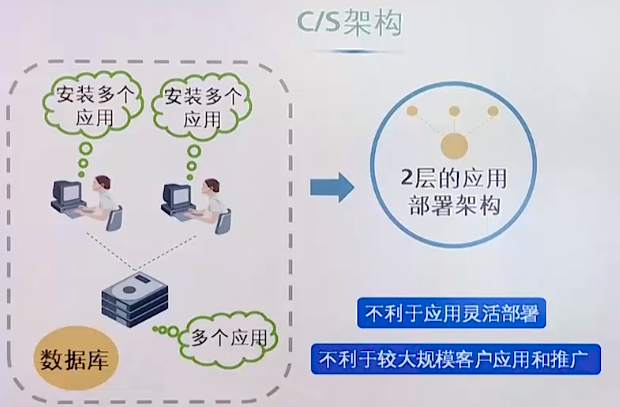 C/S架构
安装多个
应用
安装多个
应用
多个应用
数据库
2层的应用
部署架构
不利于应用灵活部署
不利于较大规模客户应用和推广